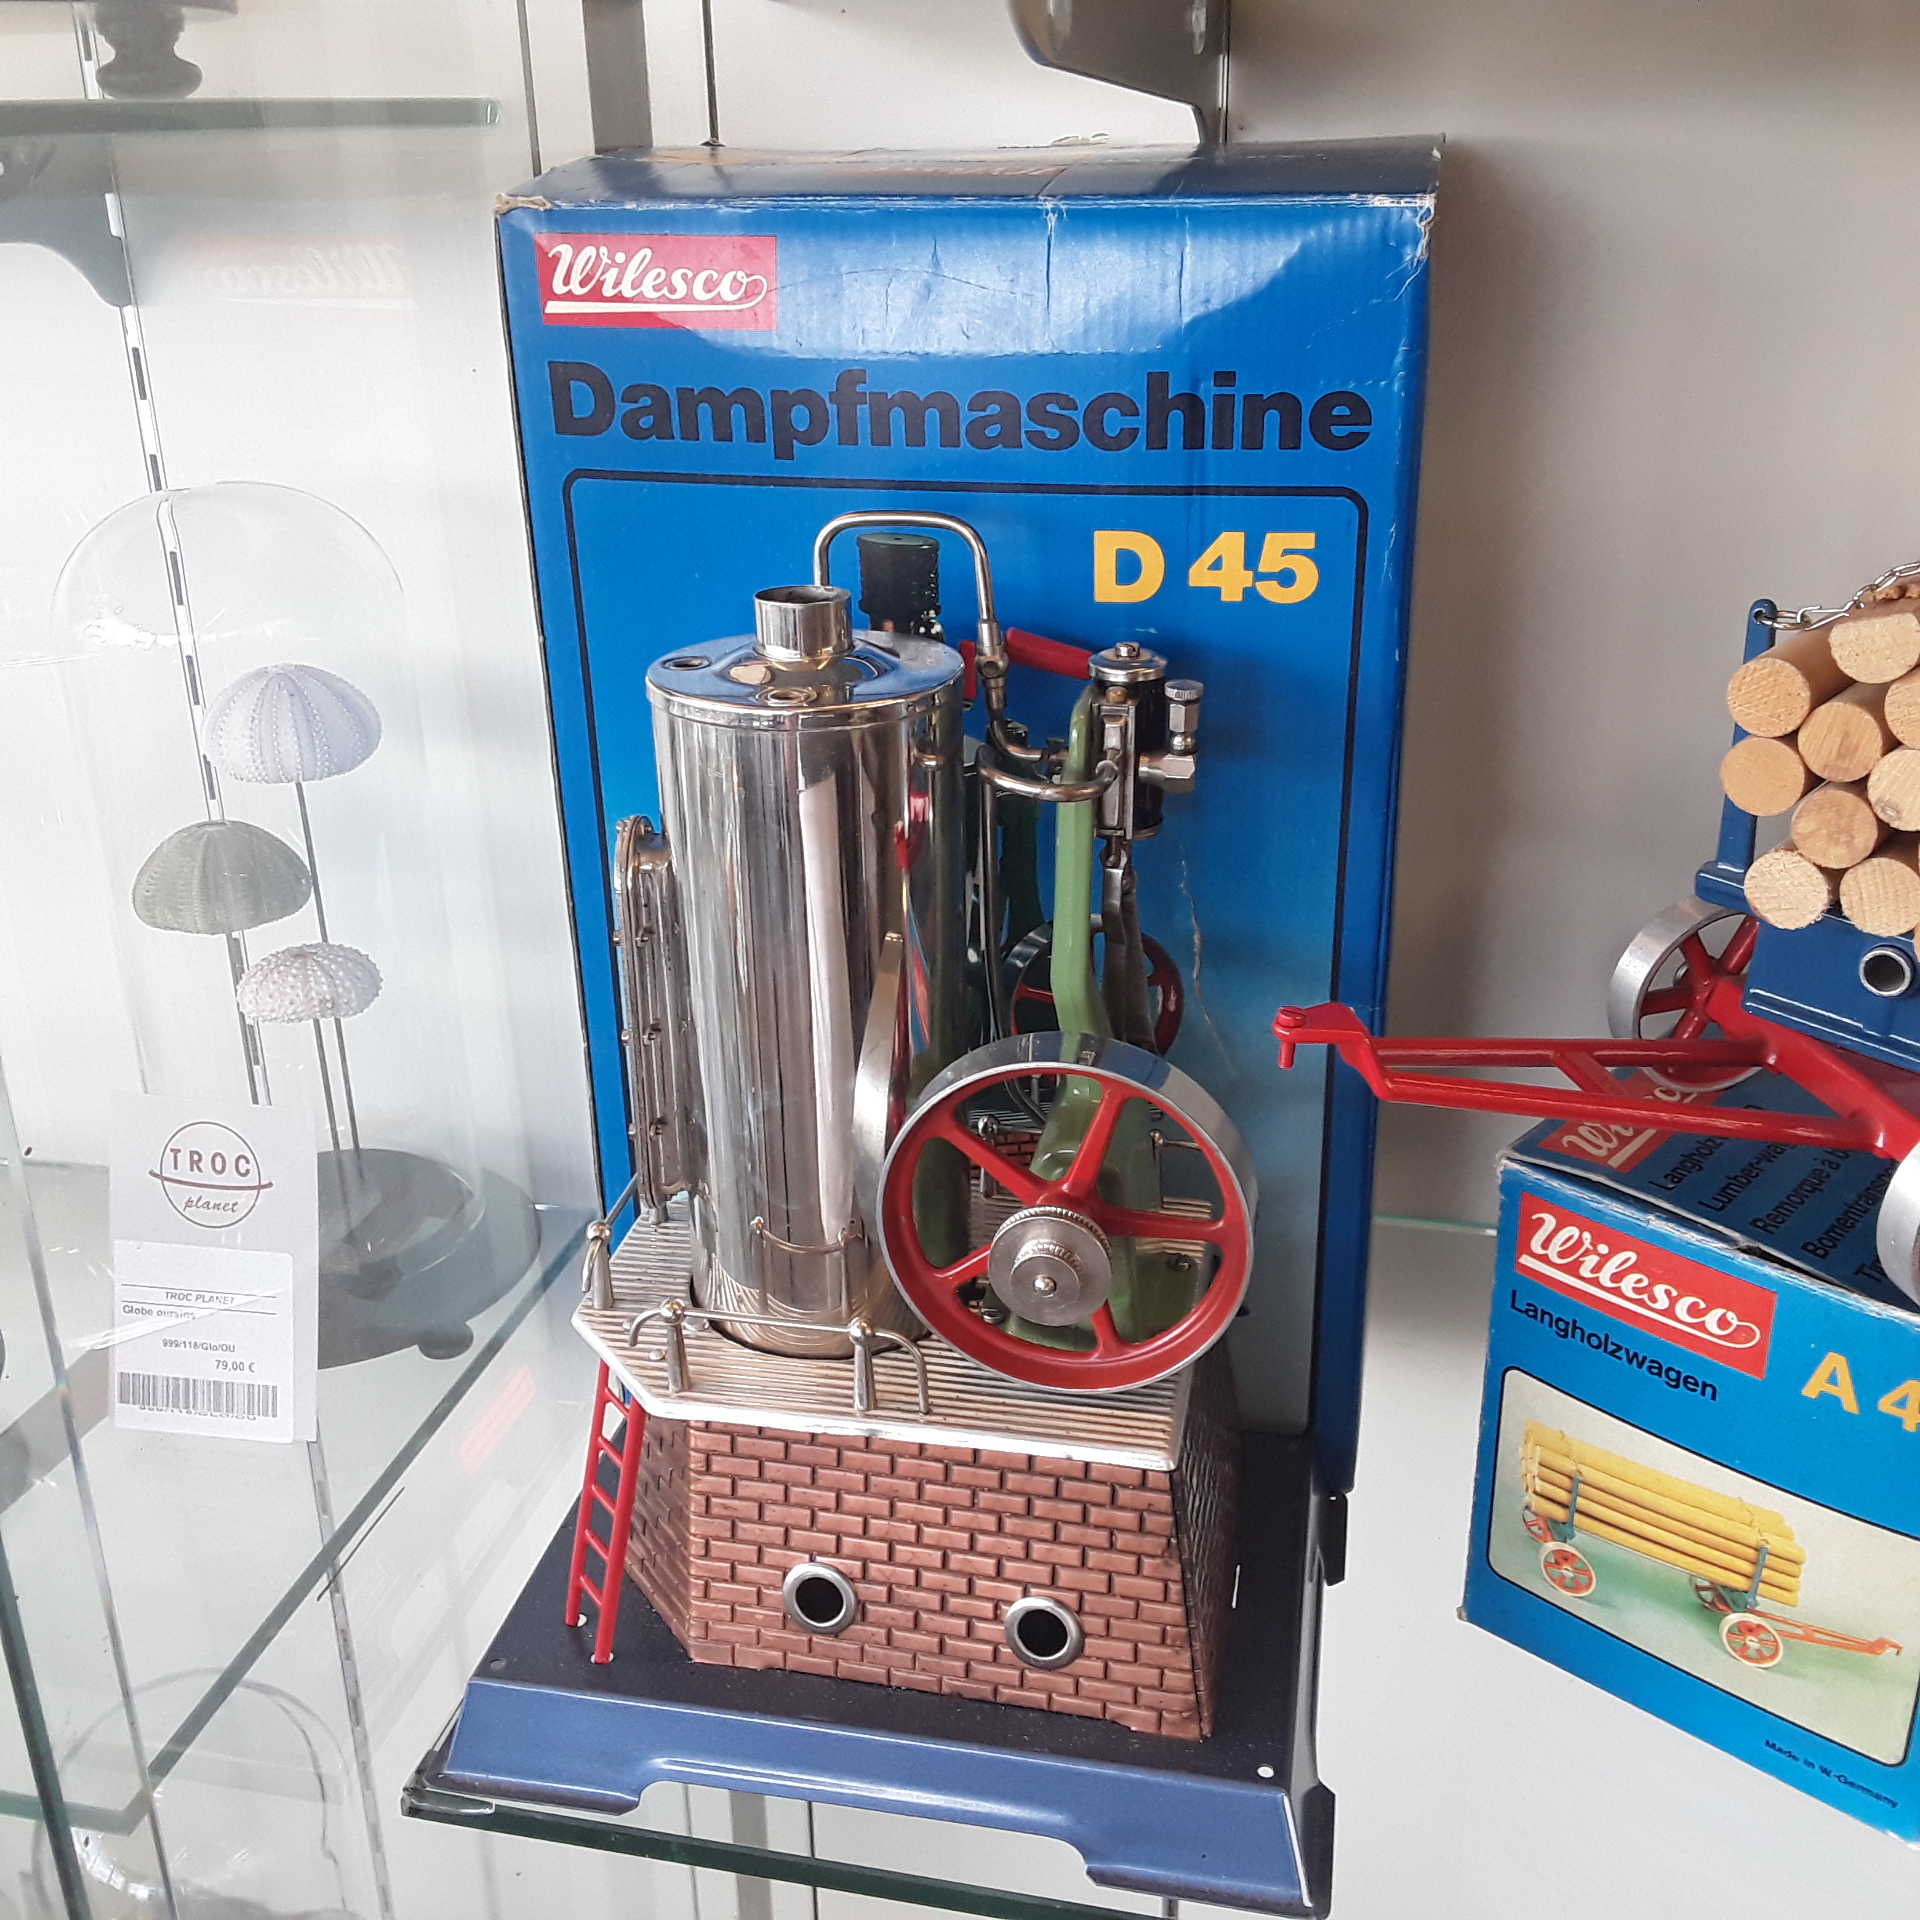 Wilesco
Dampfmaschine
D 45
TROC
planet
TROC PLANET
Globe oursins
999/118/Glo/OU
79,00 €
Wilesco
Langholzwagen
A 4
Made in W.-Germany
Langholz
Lumber-wa
Remorque à b